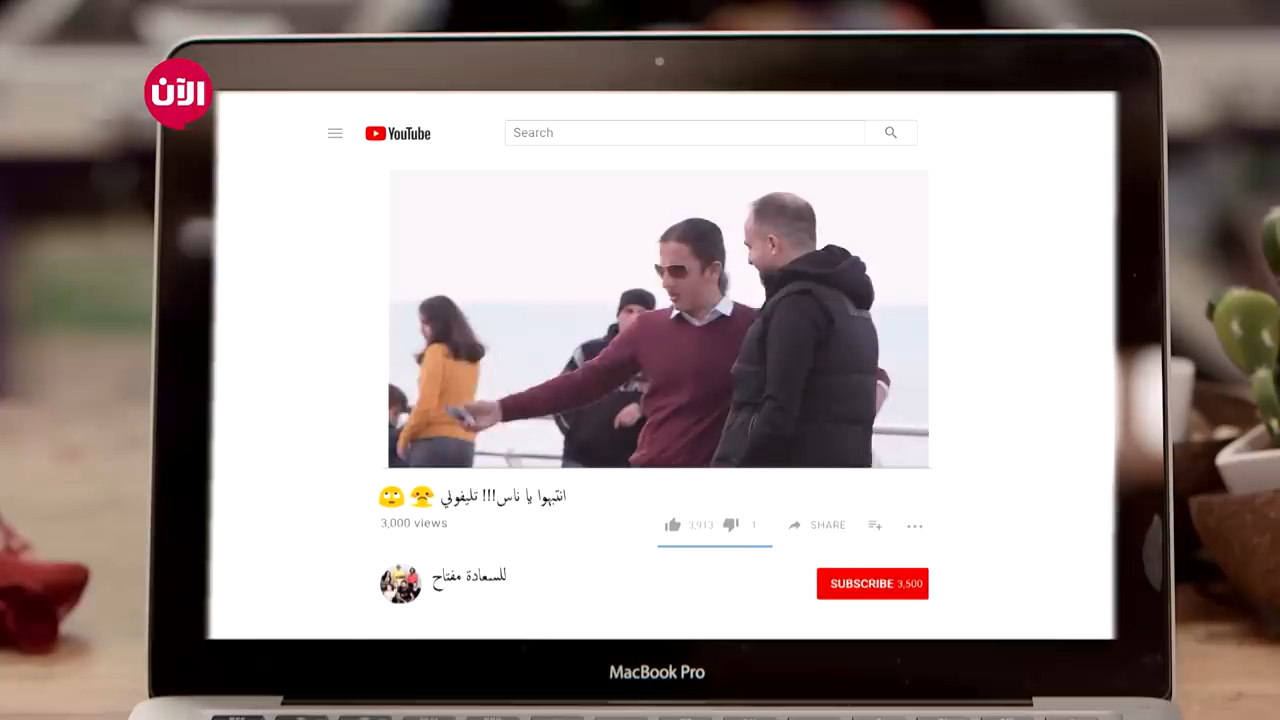 الآن
YouTube
Search
انتبهوا يا ناس!!! تليفوني
3,000 views
3,913
1
SHARE
للسعادة مفتاح
SUBSCRIBE 3,500
MacBook Pro